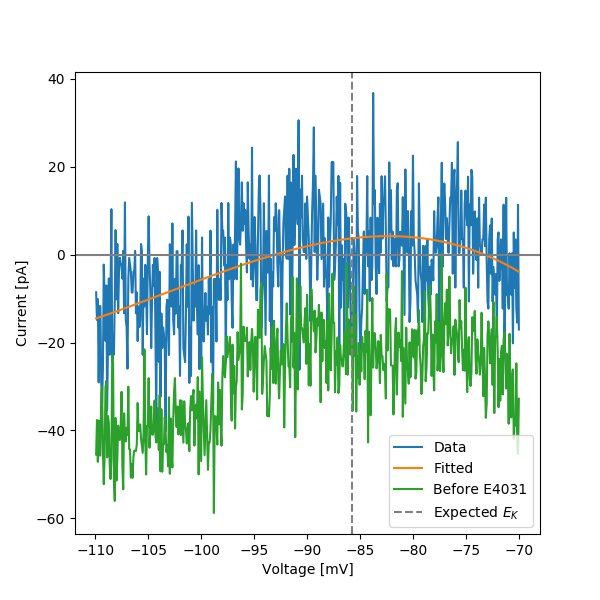 40
20
0
−20
−40
−60
Current [pA]
−110
−105
−100
−95
−90
−85
−80
−75
−70
Voltage [mV]
Data
Fitted
Before E4031
Expected E_K